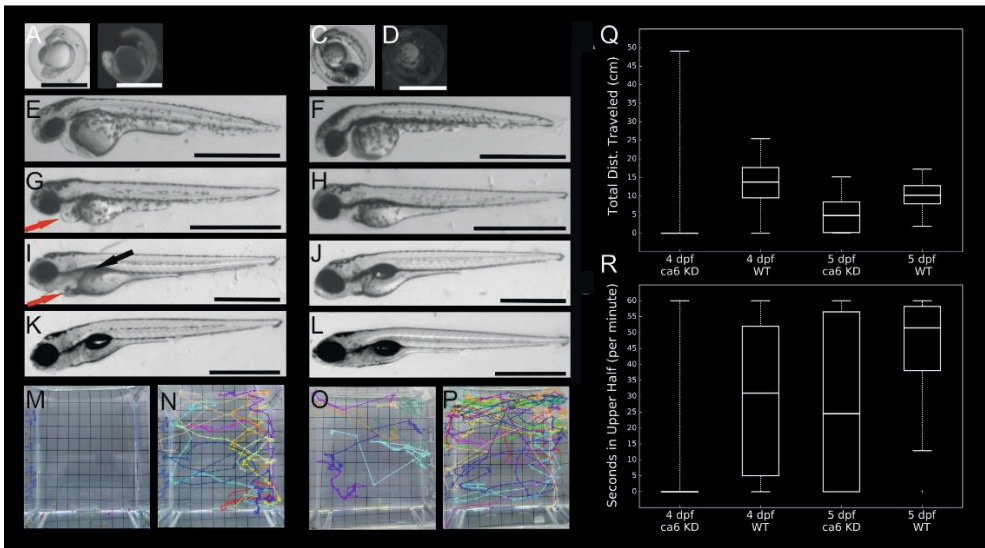 A
C
D
E
F
G
H
I
J
K
L
M
N
O
P
Q
Total Dist. Traveled (cm)
50
45
40
35
30
25
20
15
10
5
0
4 dpf
ca6 KD
4 dpf
WT
5 dpf
ca6 KD
5 dpf
WT
R
Seconds in Upper Half (per minute)
60
55
50
45
40
35
30
25
20
15
10
5
0
4 dpf
ca6 KD
4 dpf
WT
5 dpf
ca6 KD
5 dpf
WT